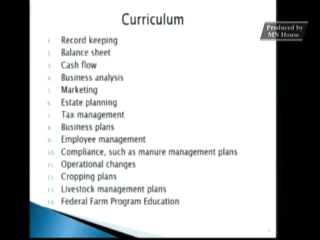 Curriculum
Produced by
MN House
1. Record keeping
2. Balance sheet
3. Cash flow
4. Business analysis
5. Marketing
6. Estate planning
7. Tax management
8. Business plans
9. Employee management
10. Compliance, such as manure management plans
11. Operational changes
12. Cropping plans
13. Livestock management plans
14. Federal Farm Program Education